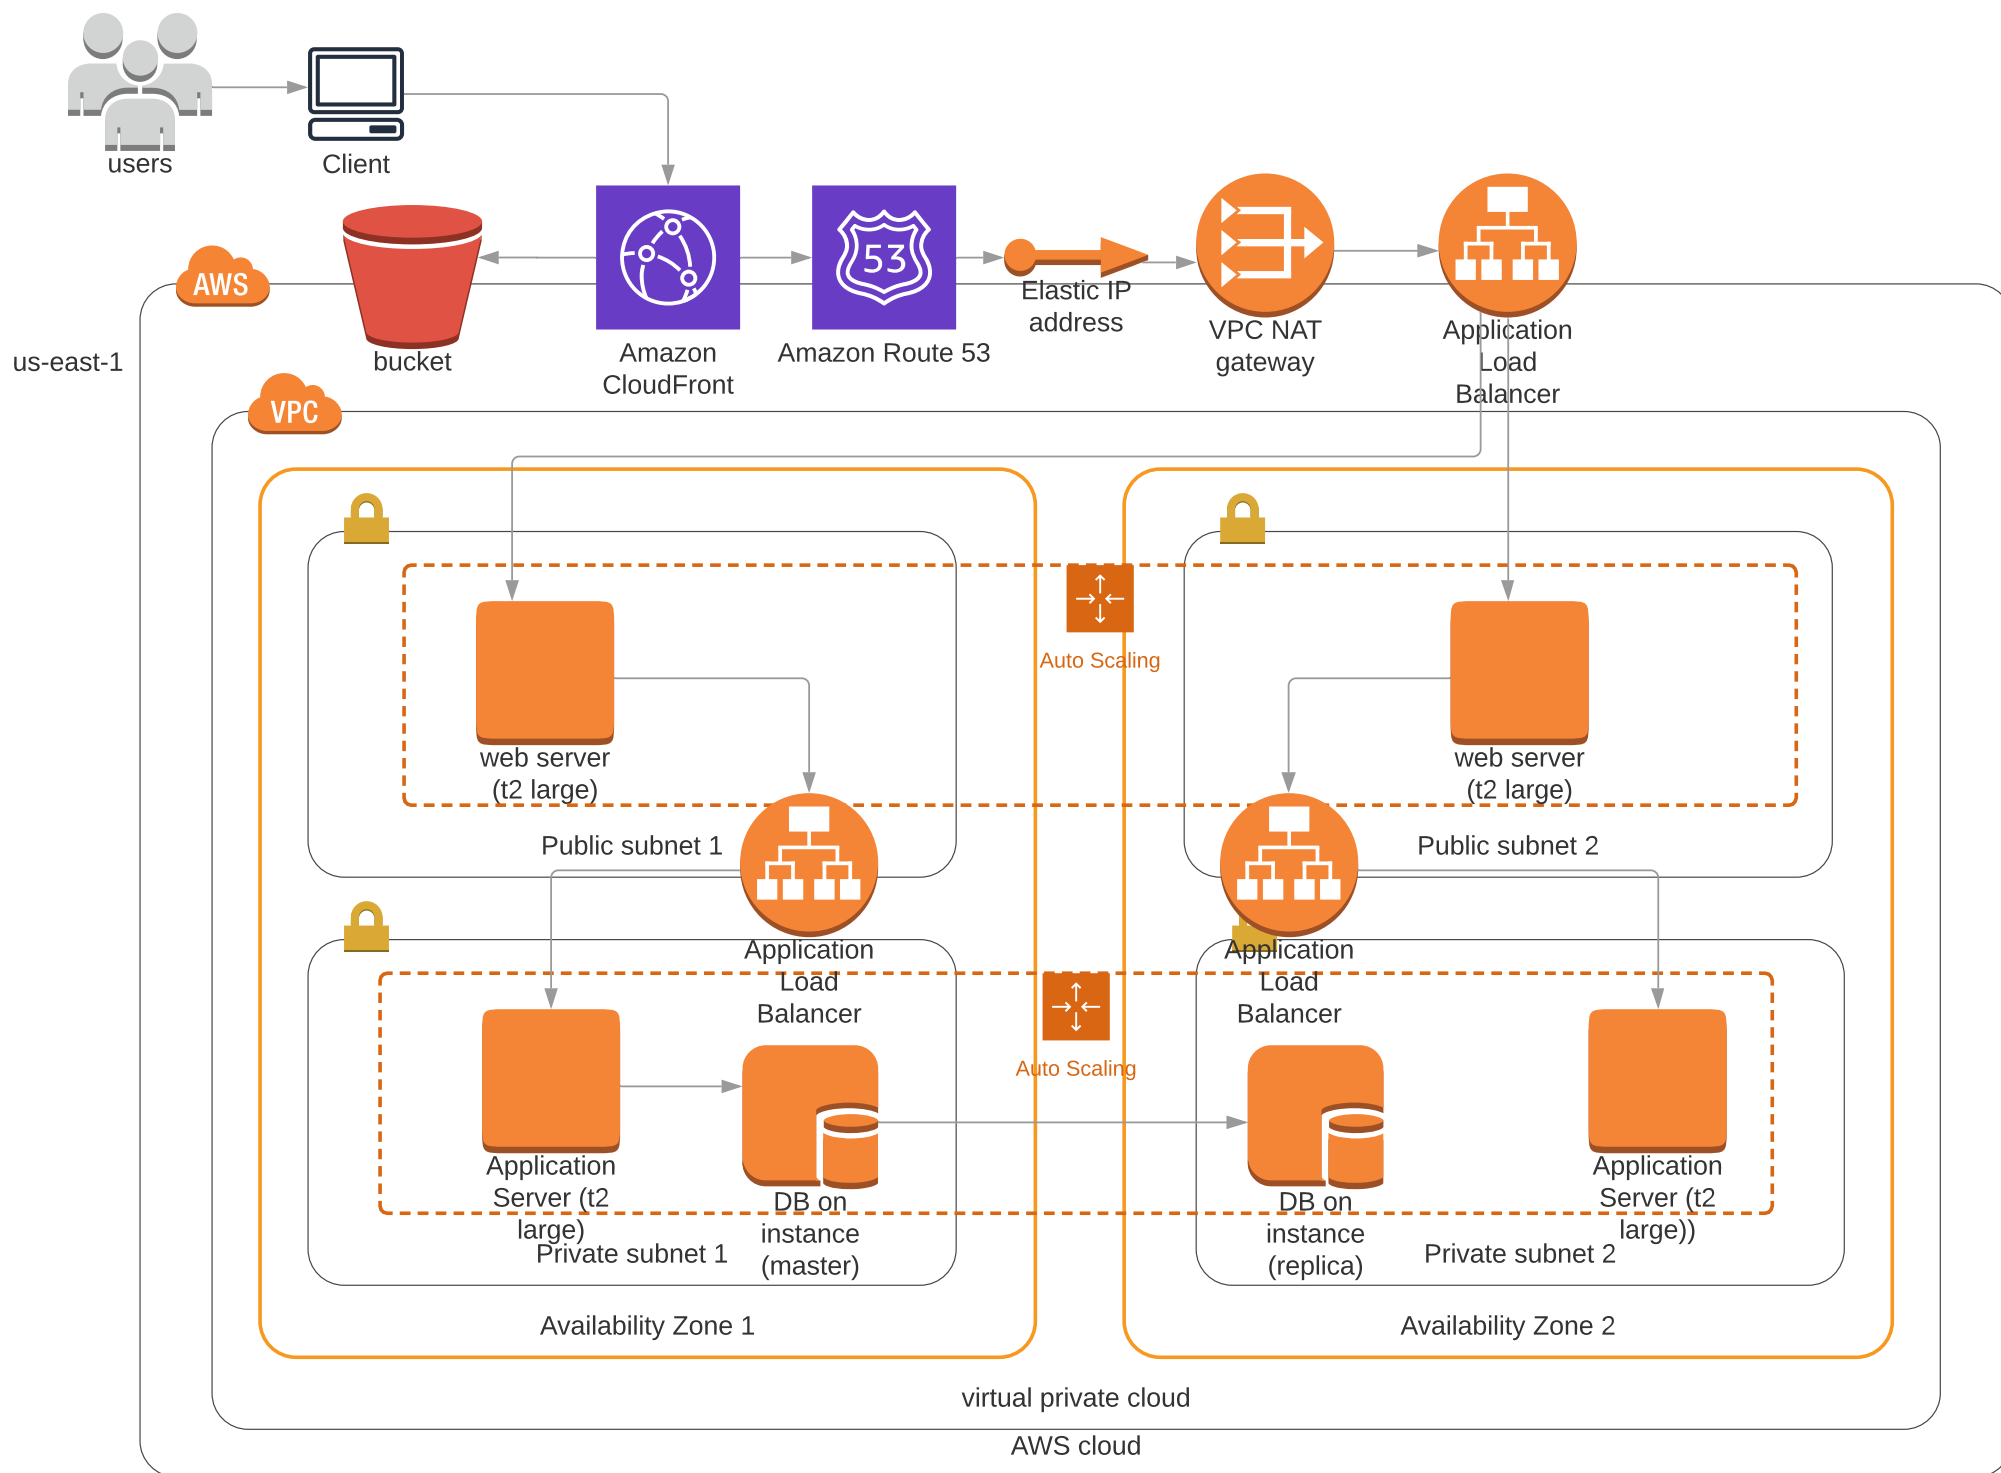 users
Client
AWS
53
Elastic IP
address
us-east-1
bucket
Amazon
CloudFront
Amazon Route 53
VPC NAT
gateway
Application
Load
Balancer
VPC
Auto Scaling
web server
(t2 large)
web server
(t2 large)
Public subnet 1
Public subnet 2
Application
Load
Balancer
Application
Load
Balancer
Auto Scaling
Application
Server (t2
large)
DB on
instance
(master)
Private subnet 1
DB on
instance
(replica)
Application
Server (t2
large))
Private subnet 2
Availability Zone 1
Availability Zone 2
virtual private cloud
AWS cloud